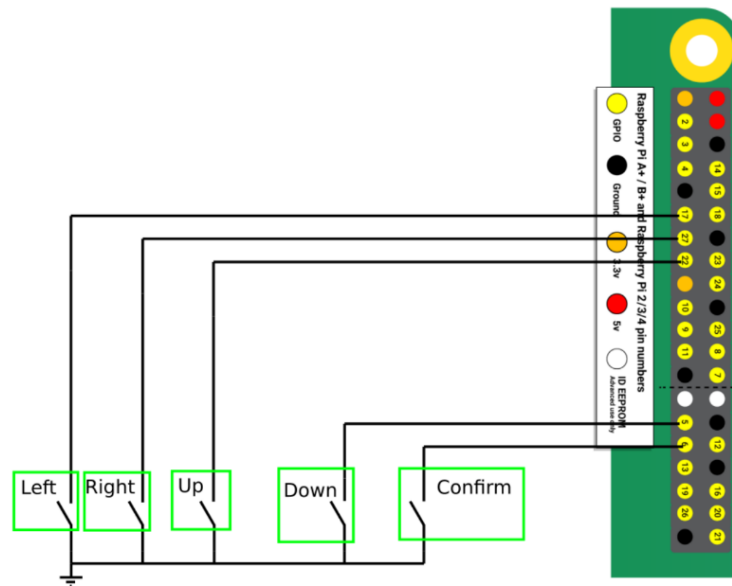 Raspberry Pi A+ / B+ and Raspberry Pi 2/3/4 pin numbers
GPIO
Ground
3.3v
5v
ID EEPROM
Advanced use only
2
3
4
14
15
17
18
27
22
23
24
10
9
25
11
8
7
5
6
12
13
19
16
26
20
21
Left
Right
Up
Down
Confirm